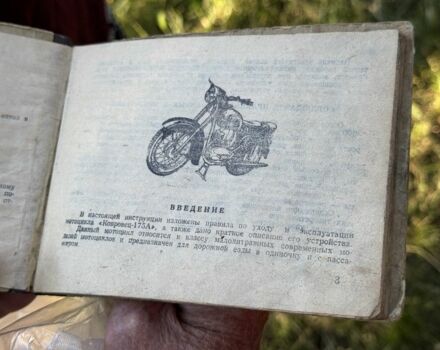 ВВЕДЕНИЕ
В настоящей инструкции изложены правила по уходу и эксплуатации
мотоцикла «Ковровец-175А», а также дано краткое описание его устройства.
Данный мотоцикл относится к классу малолитражных современных мо-
делей мотоциклов и предназначен для дорожной езды в одиночку и с пасса-
жиром
3